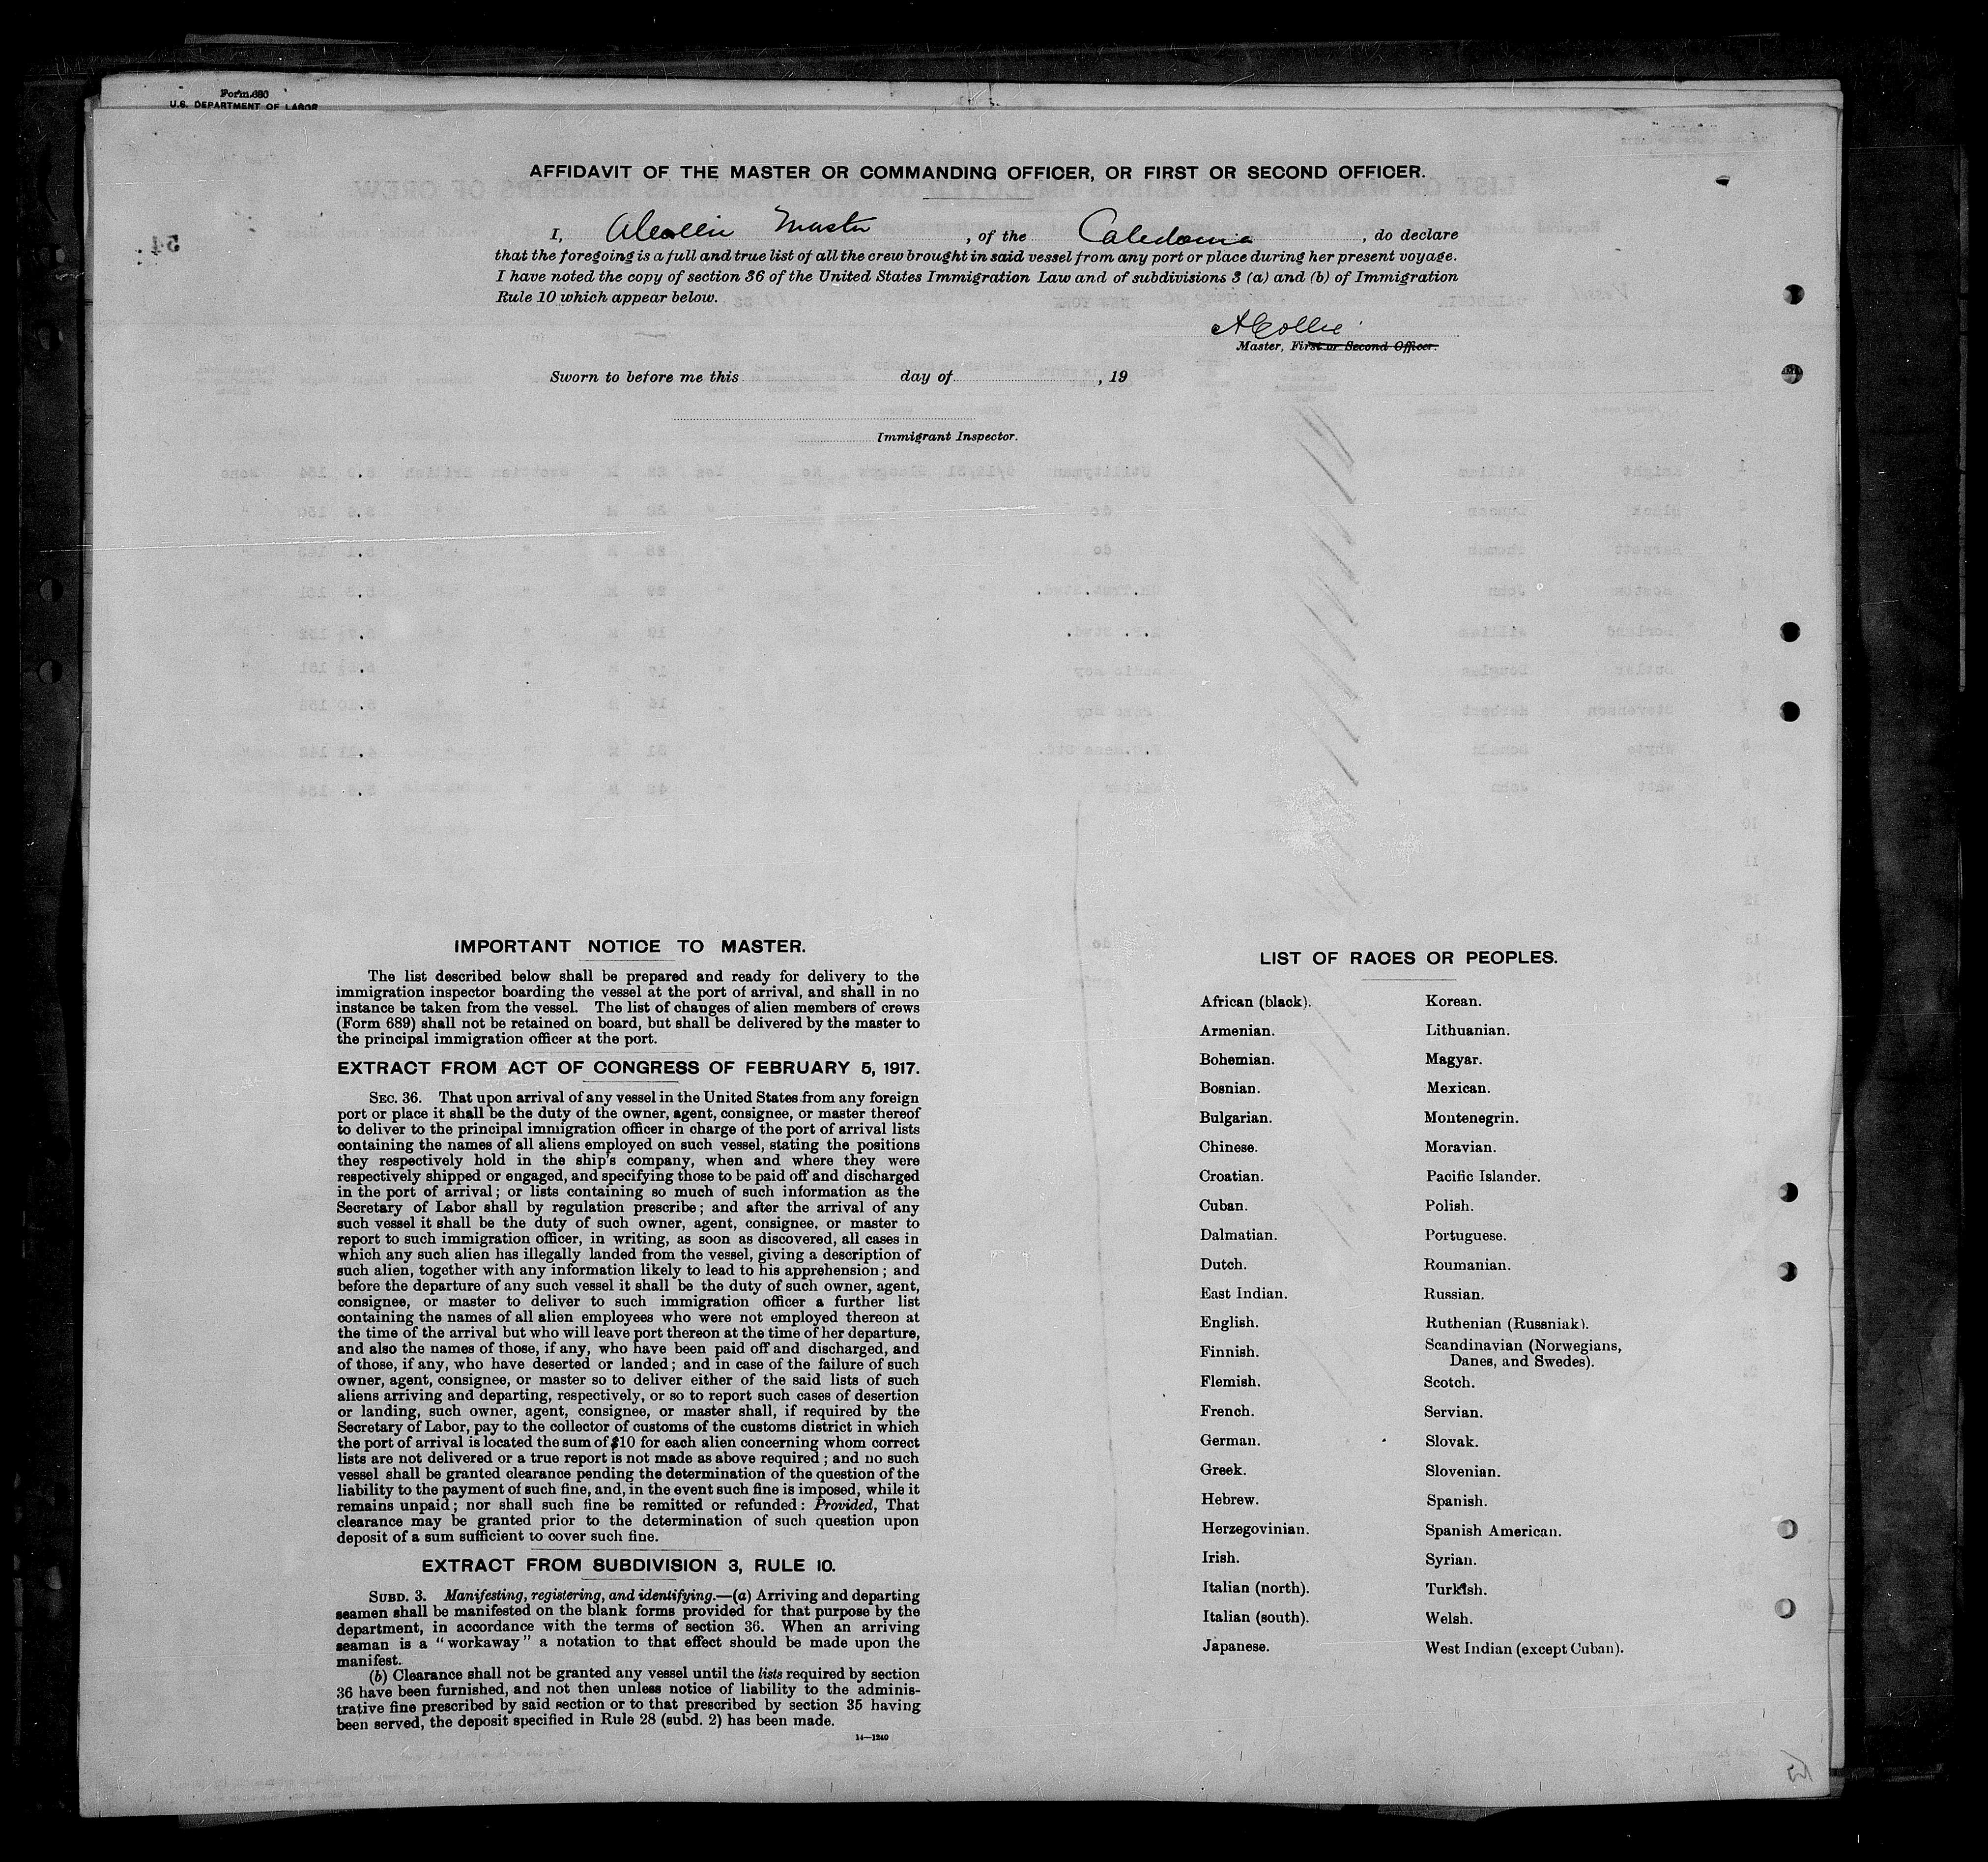 Form 680
U.S. DEPARTMENT OF LABOR
AFFIDAVIT OF THE MASTER OR COMMANDING OFFICER, OR FIRST OR SECOND OFFICER.
I, Master, of the Caledonia, do declare
that the foregoing is a full and true list of all the crew brought in said vessel from any port or place during her present voyage.
I have noted the copy of section 36 of the United States Immigration Law and of subdivisions 3 (a) and (b) of Immigration
Rule 10 which appear below.
A Collie
Master, First or Second Officer.
Sworn to before me this day of , 19
Immigrant Inspector.
IMPORTANT NOTICE TO MASTER.
The list described below shall be prepared and ready for delivery to the
immigration inspector boarding the vessel at the port of arrival, and shall in no
instance be taken from the vessel. The list of changes of alien members of crews
(Form 689) shall not be retained on board, but shall be delivered by the master to
the principal immigration officer at the port.
EXTRACT FROM ACT OF CONGRESS OF FEBRUARY 5, 1917.
SEC. 36. That upon arrival of any vessel in the United States from any foreign
port or place it shall be the duty of the owner, agent, consignee, or master thereof
to deliver to the principal immigration officer in charge of the port of arrival lists
containing the names of all aliens employed on such vessel, stating the positions
they respectively hold in the ship's company, when and where they were
respectively shipped or engaged, and specifying those to be paid off and discharged
in the port of arrival; or lists containing so much of such information as the
Secretary of Labor shall by regulation prescribe; and after the arrival of any
such vessel it shall be the duty of such owner, agent, consignee, or master to
report to such immigration officer, in writing, as soon as discovered, all cases in
which any such alien has illegally landed from the vessel, giving a description of
such alien, together with any information likely to lead to his apprehension; and
before the departure of any such vessel it shall be the duty of such owner, agent,
consignee, or master to deliver to such immigration officer a further list
containing the names of all alien employees who were not employed thereon at
the time of the arrival but who will leave port thereon at the time of her departure,
and also the names of those, if any, who have been paid off and discharged, and
of those, if any, who have deserted or landed; and in case of the failure of such
owner, agent, consignee, or master so to deliver either of the said lists of such
aliens arriving and departing, respectively, or so to report such cases of desertion
or landing, such owner, agent, consignee, or master shall, if required by the
Secretary of Labor, pay to the collector of customs of the customs district in which
the port of arrival is located the sum of $10 for each alien concerning whom correct
lists are not delivered or a true report is not made as above required; and no such
vessel shall be granted clearance pending the determination of the question of the
liability to the payment of such fine, and, in the event such fine is imposed, while it
remains unpaid; nor shall such fine be remitted or refunded: Provided, That
clearance may be granted prior to the determination of such question upon
deposit of a sum sufficient to cover such fine.
EXTRACT FROM SUBDIVISION 3, RULE 10.
SUBD. 3. Manifesting, registering, and identifying.—(a) Arriving and departing
seamen shall be manifested on the blank forms provided for that purpose by the
department, in accordance with the terms of section 36. When an arriving
seaman is a "workaway" a notation to that effect should be made upon the
manifest.
(b) Clearance shall not be granted any vessel until the lists required by section
36 have been furnished, and not then unless notice of liability to the adminis-
trative fine prescribed by said section or to that prescribed by section 35 having
been served, the deposit specified in Rule 28 (subd. 2) has been made.
14—1240
LIST OF RACES OR PEOPLES.
African (black).
Armenian.
Bohemian.
Bosnian.
Bulgarian.
Chinese.
Croatian.
Cuban.
Dalmatian.
Dutch.
East Indian.
English.
Finnish.
Flemish.
French.
German.
Greek.
Hebrew.
Herzegovinian.
Irish.
Italian (north).
Italian (south).
Japanese.
Korean.
Lithuanian.
Magyar.
Mexican.
Montenegrin.
Moravian.
Pacific Islander.
Polish.
Portuguese.
Roumanian.
Russian.
Ruthenian (Russniak).
Scandinavian (Norwegians,
Danes, and Swedes).
Scotch.
Servian.
Slovak.
Slovenian.
Spanish.
Spanish American.
Syrian.
Turkish.
Welsh.
West Indian (except Cuban).